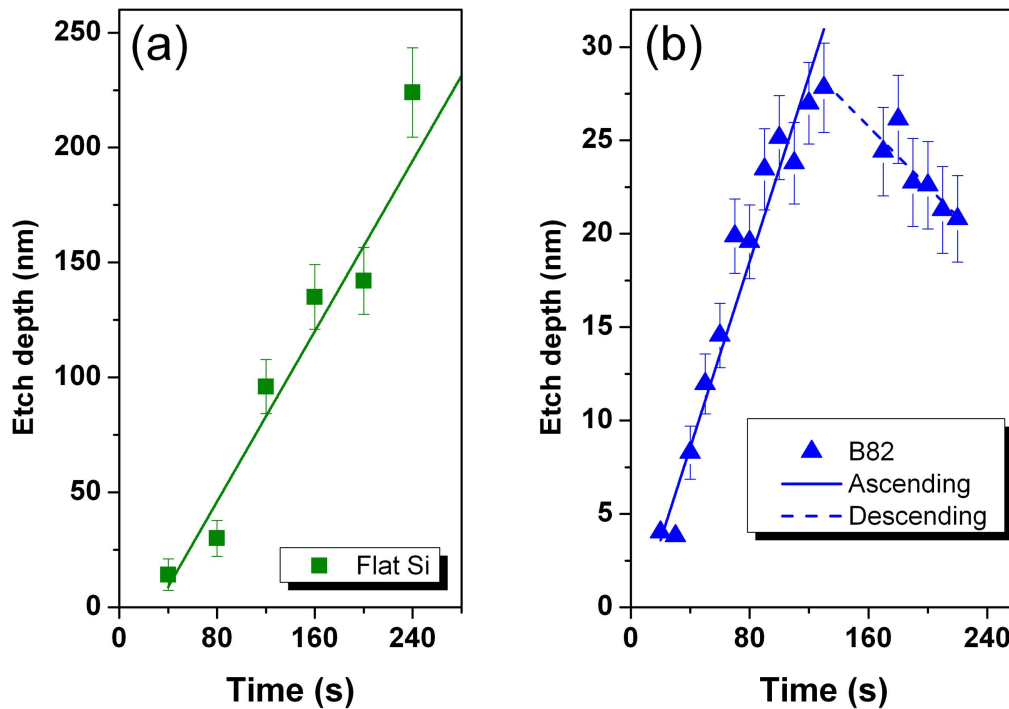 (a)
250
200
150
100
50
0
Etch depth (nm)
0 80 160 240
Time (s)
Flat Si
(b)
30
25
20
15
10
5
0
Etch depth (nm)
0 80 160 240
Time (s)
B82
Ascending
Descending